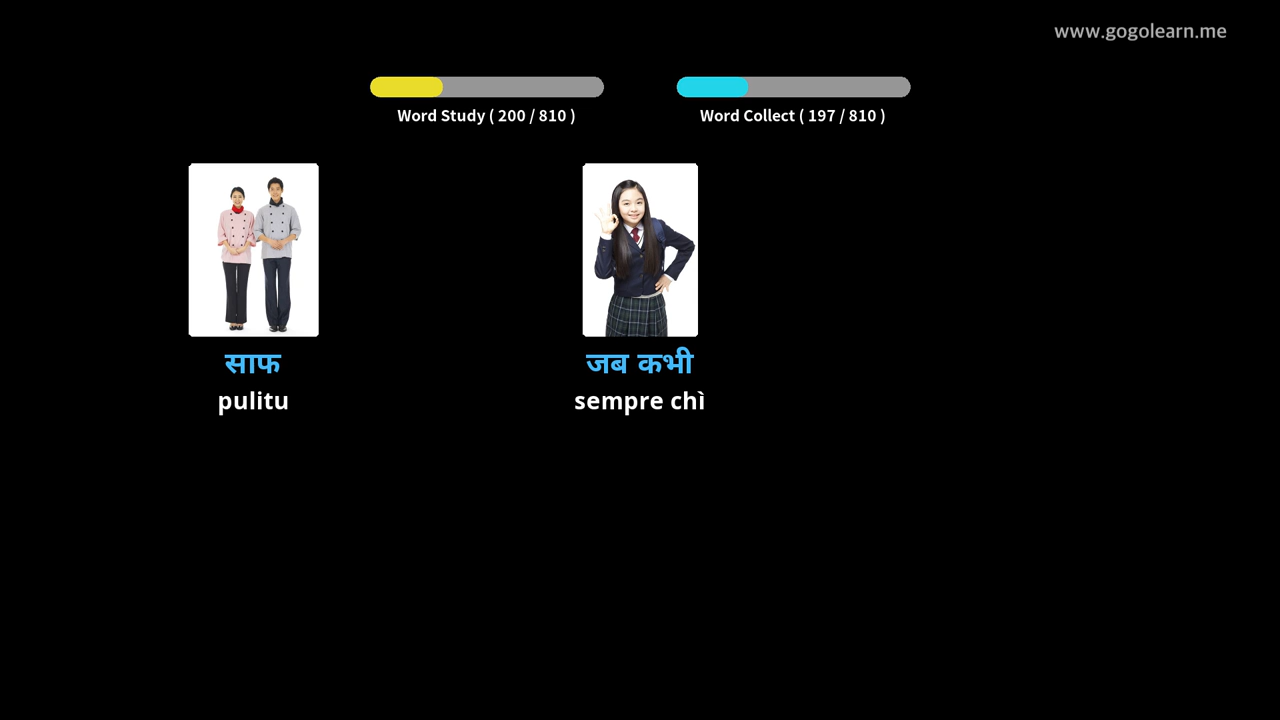 www.gogolearn.me
Word Study ( 200 / 810 )
Word Collect ( 197 / 810 )
साफ
pulitu
जब कभी
sempre chì